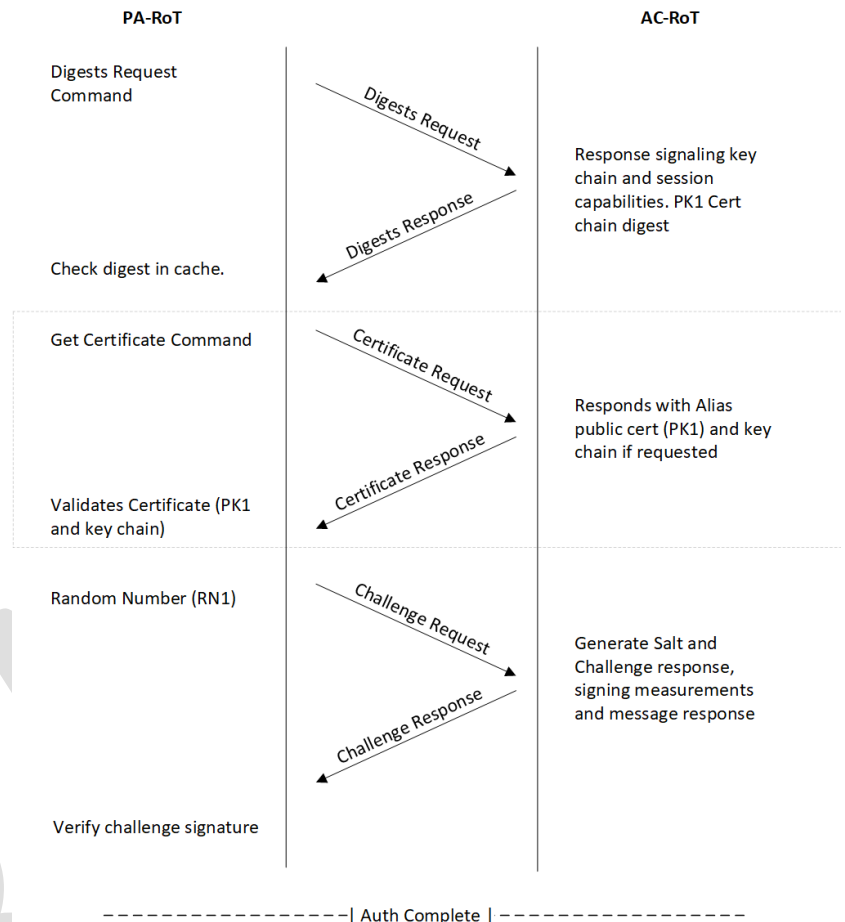 PA-RoT
AC-RoT
Digests Request
Command
Digests Request
Response signaling key
chain and session
capabilities. PK1 Cert
chain digest
Digests Response
Check digest in cache.
Get Certificate Command
Certificate Request
Responds with Alias
public cert (PK1) and key
chain if requested
Certificate Response
Validates Certificate (PK1
and key chain)
Random Number (RN1)
Challenge Request
Generate Salt and
Challenge response,
signing measurements
and message response
Challenge Response
Verify challenge signature
Auth Complete